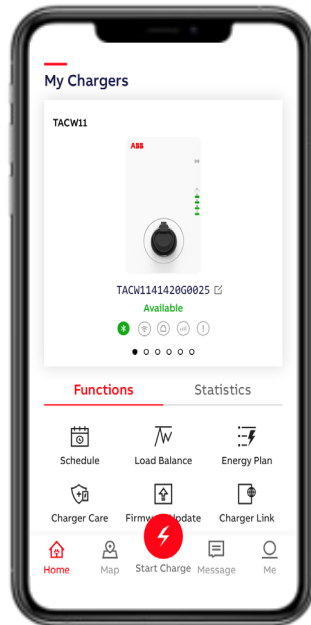 My Chargers
TACW11
ABB
TACW1141420G0025
Available
Functions Statistics
Schedule Load Balance Energy Plan
Charger Care Firmware Update Charger Link
Home Map Start Charge Message Me